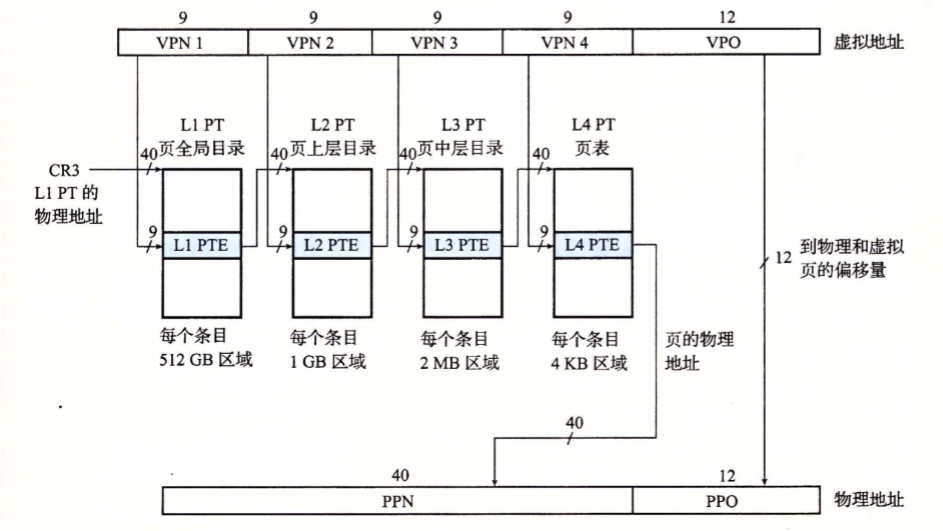 9 9 9 9 12
VPN 1 VPN 2 VPN 3 VPN 4 VPO 虚拟地址
L1 PT L2 PT L3 PT L4 PT
页全局目录 页上层目录 页中层目录 页表
40 40 40 40
CR3
L1 PT 的
物理地址
9 L1 PTE 9 L2 PTE 9 L3 PTE 9 L4 PTE
12 到物理和虚拟
页的偏移量
每个条目 每个条目 每个条目 每个条目 页的物理
512 GB 区域 1 GB 区域 2 MB 区域 4 KB 区域 地址
40
40 12
PPN PPO 物理地址